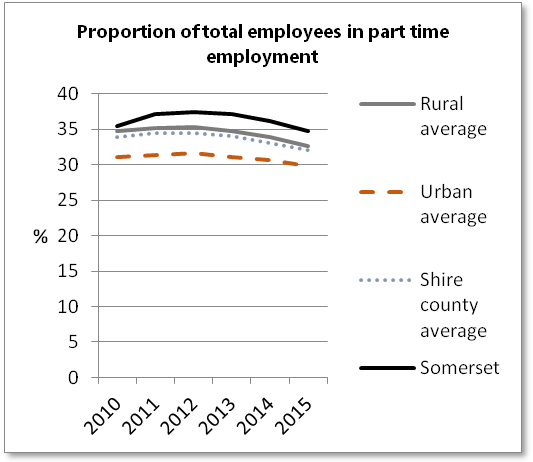 Proportion of total employees in part time
employment
40
35
30
25
20
15
10
5
0
%
2010
2011
2012
2013
2014
2015
Rural
average
Urban
average
Shire
county
average
Somerset